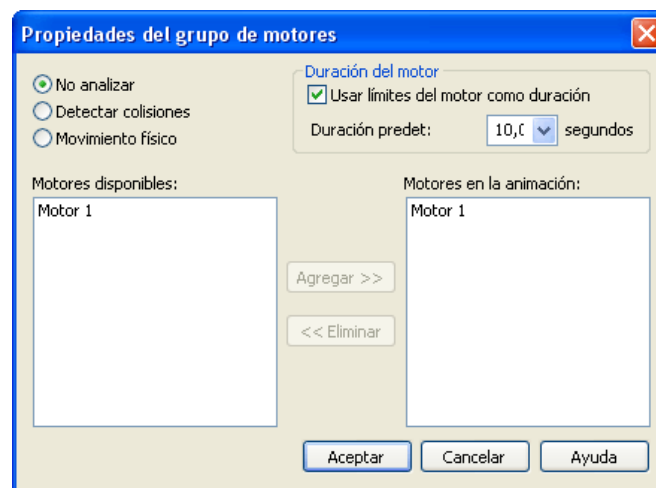 Propiedades del grupo de motores
No analizar
Detectar colisiones
Movimiento físico
Duración del motor
Usar límites del motor como duración
Duración predet:
10,0 segundos
Motores disponibles:
Motor 1
Agregar >>
<< Eliminar
Motores en la animación:
Motor 1
Aceptar
Cancelar
Ayuda